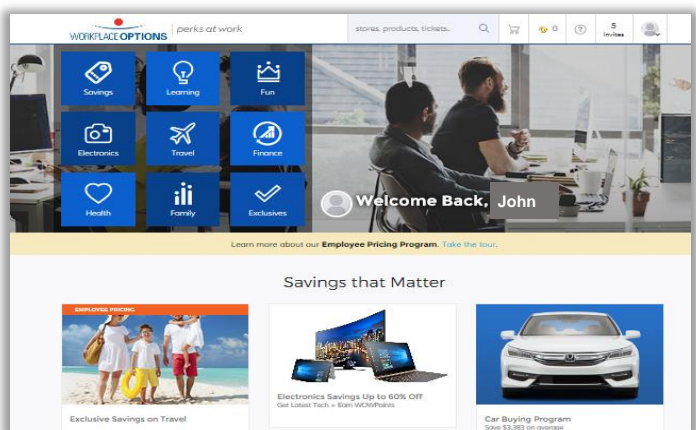 WORKPLACE OPTIONS perks at work
stores, products, tickets..
0
?
5
Invites
Savings
Learning
Fun
Electronics
Travel
Finance
Health
Family
Exclusives
Welcome Back, John
Learn more about our Employee Pricing Program. Take the tour.
Savings that Matter
EMPLOYEE PRICING
Exclusive Savings on Travel
Electronics Savings Up to 60% Off
Get Latest Tech + Earn WOWPoints
Car Buying Program
Save $3,383 on average